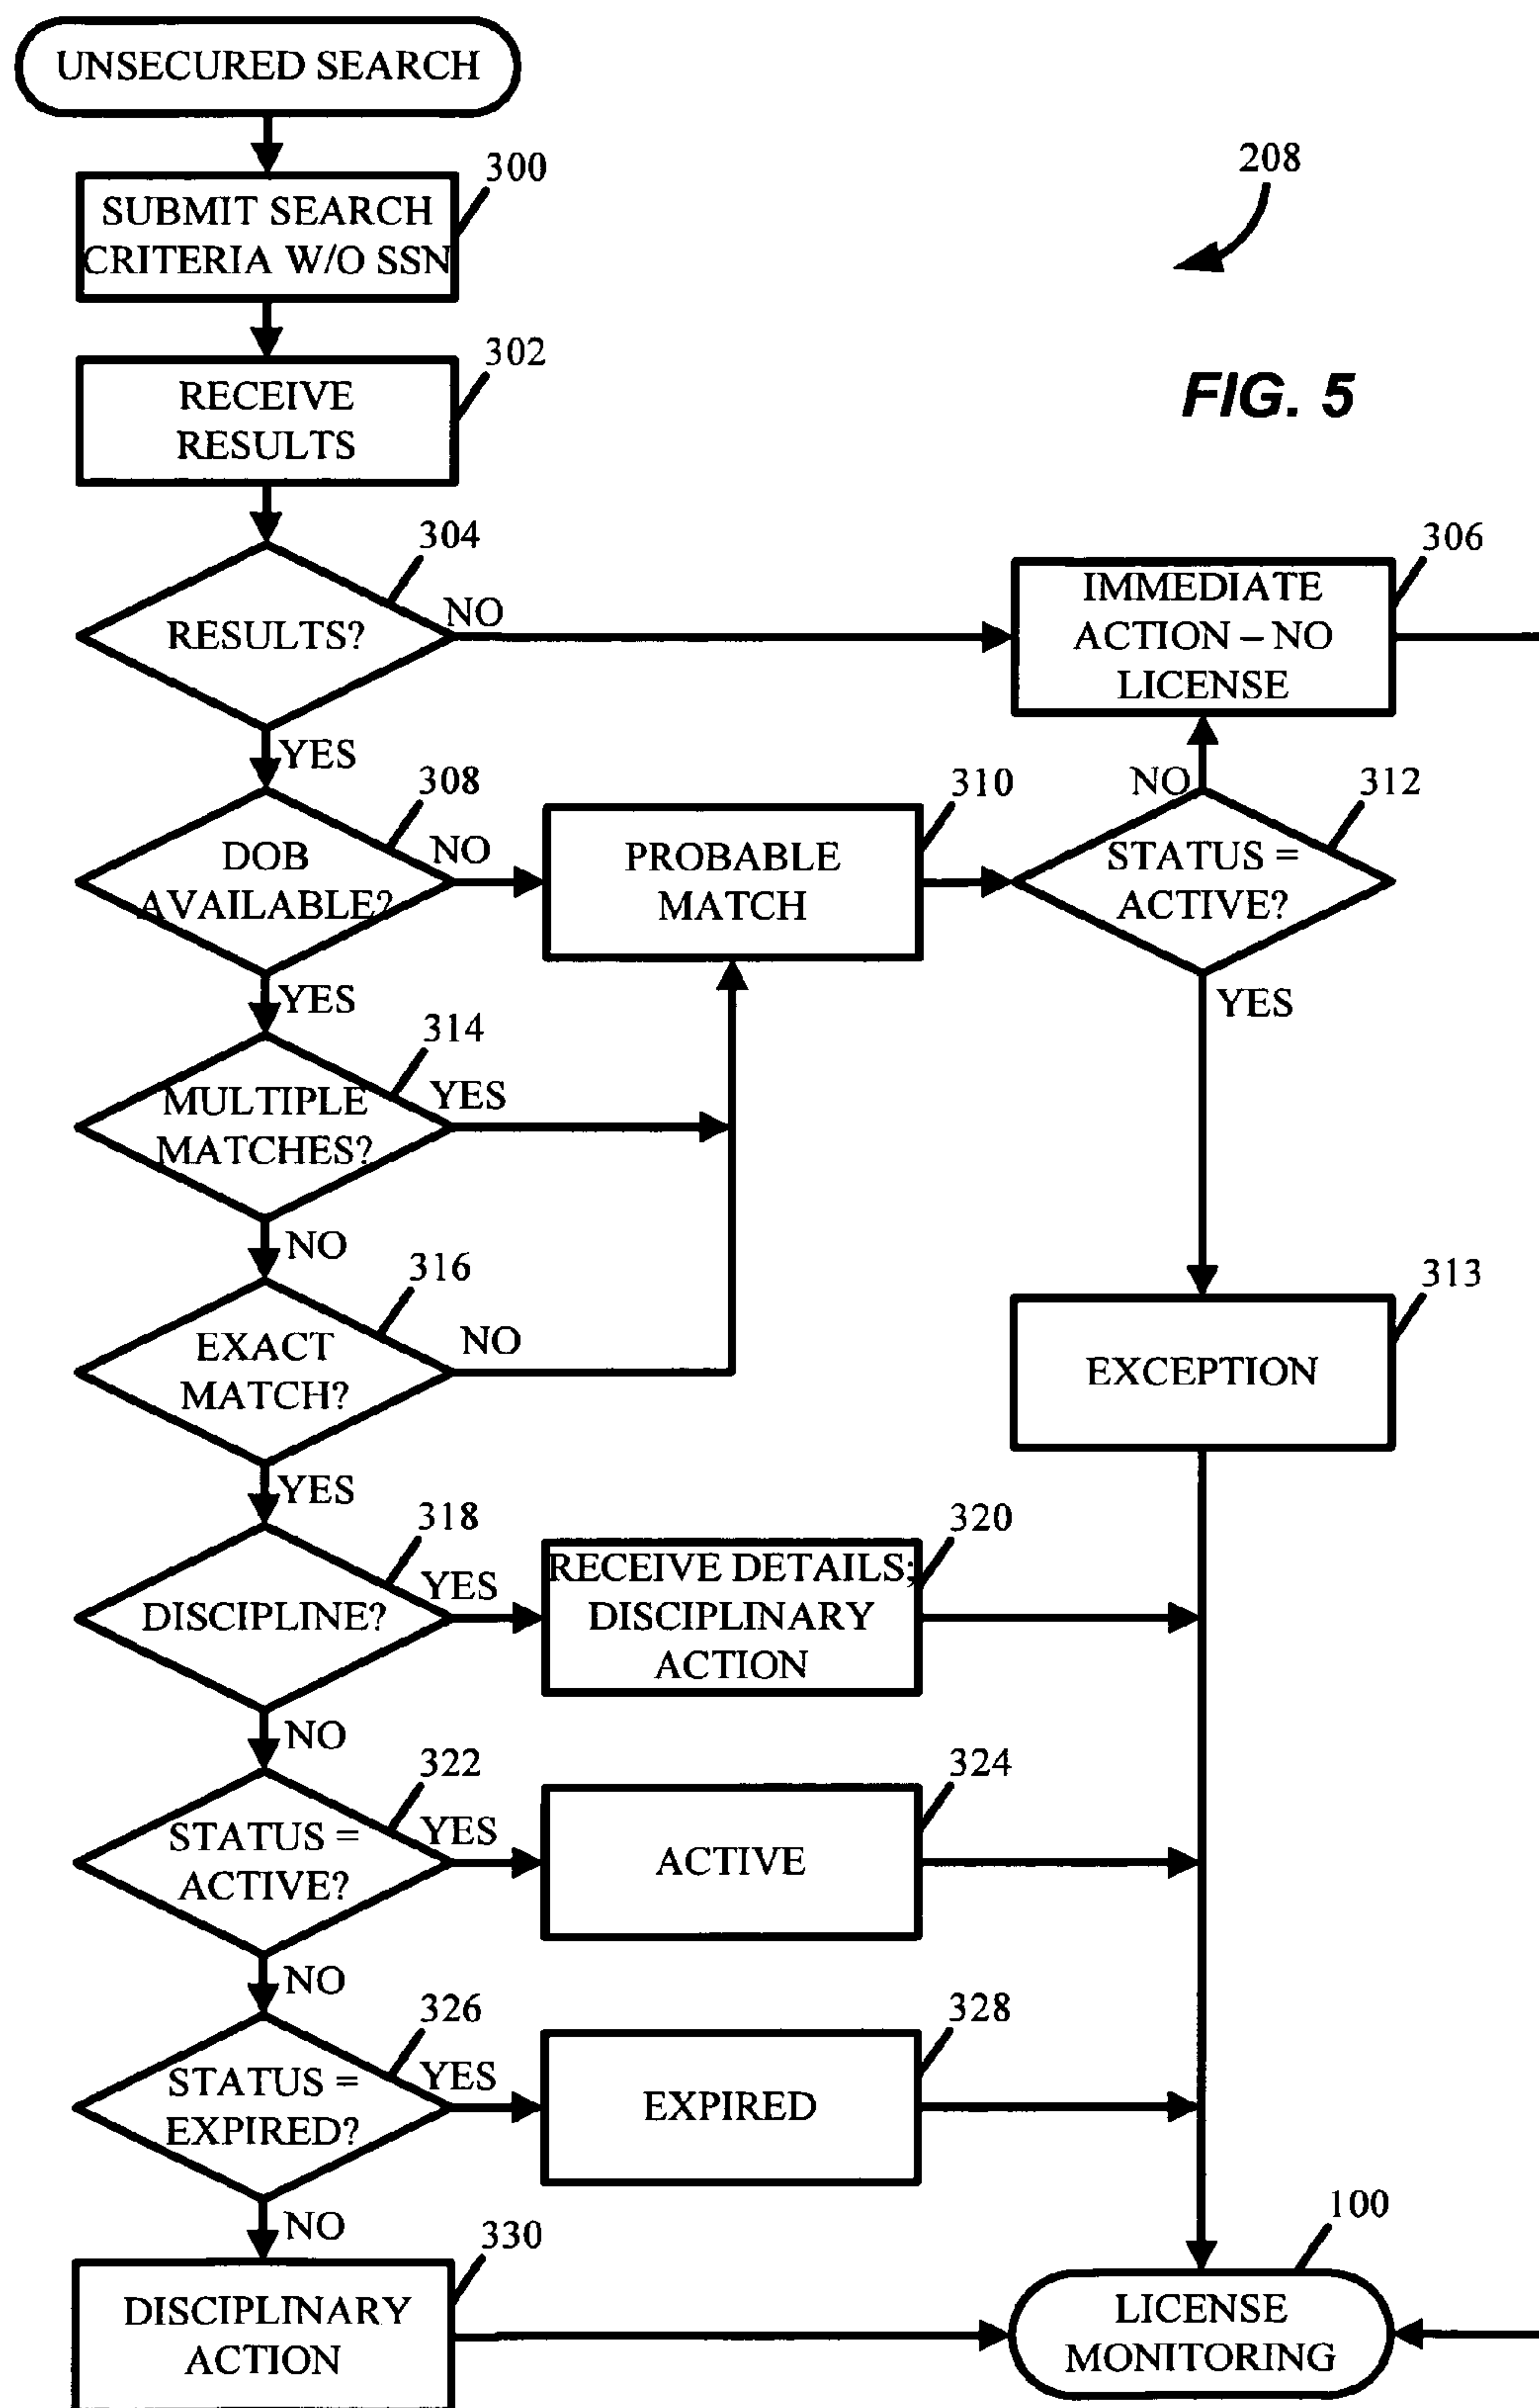 UNSECURED SEARCH
300
SUBMIT SEARCH
CRITERIA W/O SSN
208
302
RECEIVE
RESULTS
FIG. 5
304
RESULTS?
NO
306
IMMEDIATE
ACTION – NO
LICENSE
YES
308
DOB
AVAILABLE?
NO
310
PROBABLE
MATCH
NO
312
STATUS =
ACTIVE?
YES
YES
314
MULTIPLE
MATCHES?
YES
NO
316
EXACT
MATCH?
NO
313
EXCEPTION
YES
318
DISCIPLINE?
YES
320
RECEIVE DETAILS;
DISCIPLINARY
ACTION
NO
322
STATUS =
ACTIVE?
YES
324
ACTIVE
NO
326
STATUS =
EXPIRED?
YES
328
EXPIRED
NO
330
DISCIPLINARY
ACTION
100
LICENSE
MONITORING